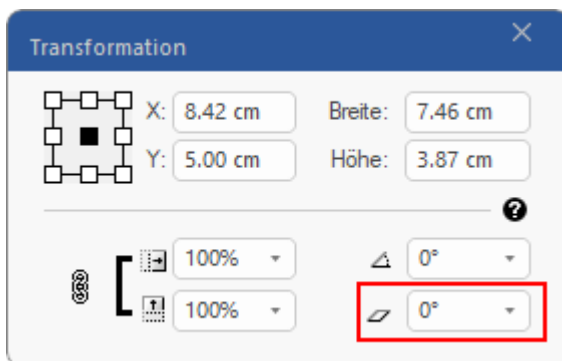 Transformation
X: 8.42 cm Breite: 7.46 cm
Y: 5.00 cm Höhe: 3.87 cm
?
100% 0°
100% 0°